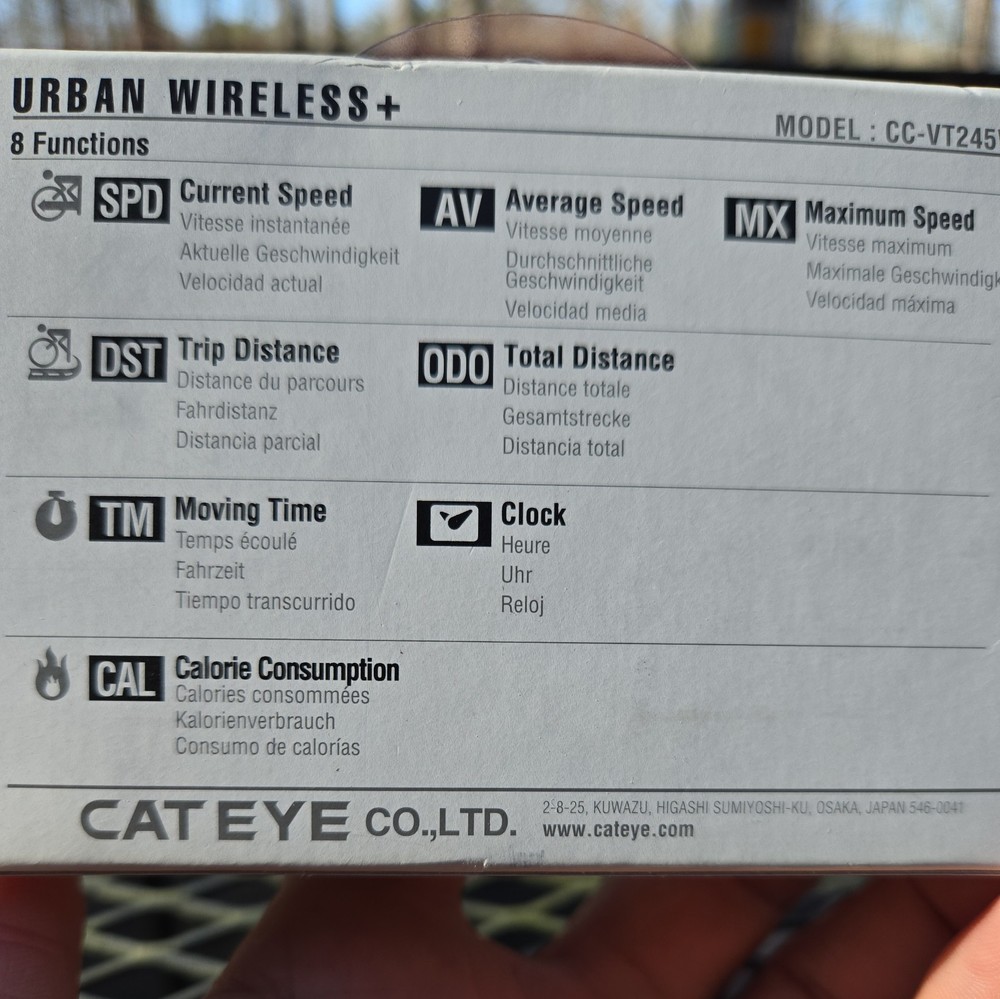 URBAN WIRELESS+
MODEL : CC-VT245
8 Functions
SPD Current Speed
Vitesse instantanée
Aktuelle Geschwindigkeit
Velocidad actual
AV Average Speed
Vitesse moyenne
Durchschnittliche
Geschwindigkeit
Velocidad media
MX Maximum Speed
Vitesse maximum
Maximale Geschwindigk
Velocidad máxima
DST Trip Distance
Distance du parcours
Fahrdistanz
Distancia parcial
ODO Total Distance
Distance totale
Gesamtstrecke
Distancia total
TM Moving Time
Temps écoulé
Fahrzeit
Tiempo transcurrido
Clock
Heure
Uhr
Reloj
CAL Calorie Consumption
Calories consommées
Kalorienverbrauch
Consumo de calorías
CATEYE CO.,LTD.
2-8-25, KUWAZU, HIGASHI SUMIYOSHI-KU, OSAKA, JAPAN 546-0041
www.cateye.com